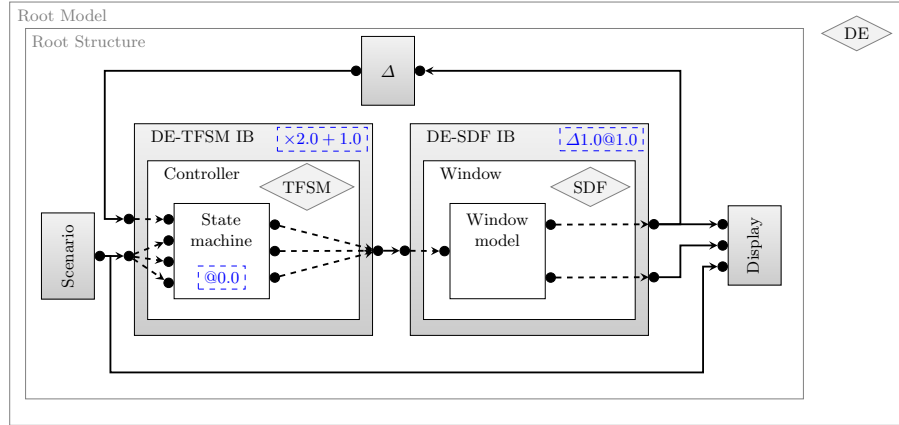 Root Model
DE
Root Structure
Δ
DE-TFSM IB
×2.0 + 1.0
DE-SDF IB
Δ1.0@1.0
Controller
TFSM
Window
SDF
Scenario
State
machine
@0.0
Window
model
Display